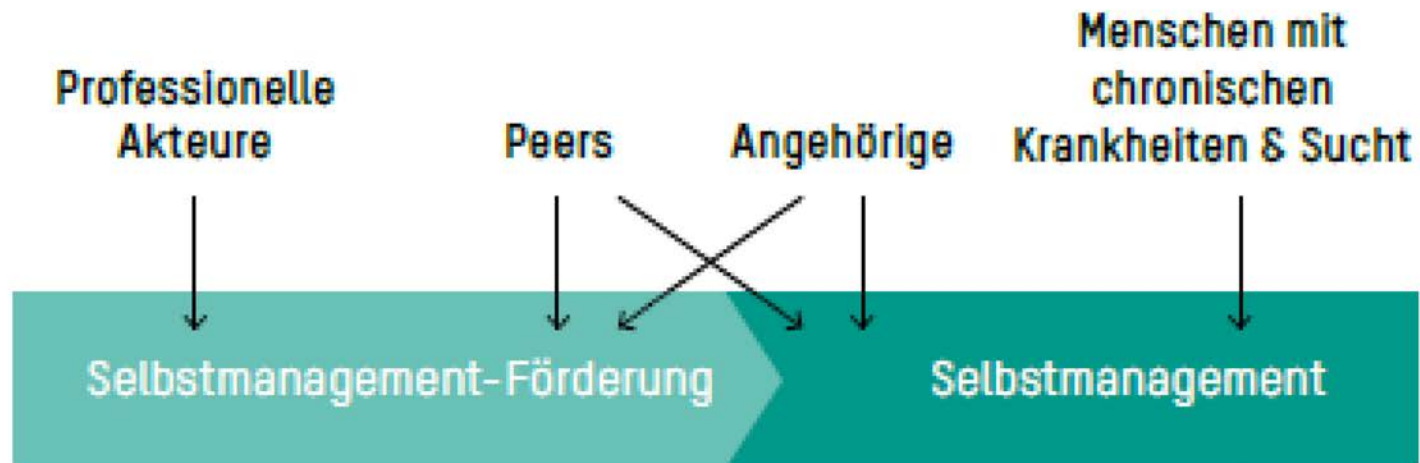 Professionelle
Akteure
Peers
Angehörige
Menschen mit
chronischen
Krankheiten & Sucht
Selbstmanagement-Förderung
Selbstmanagement